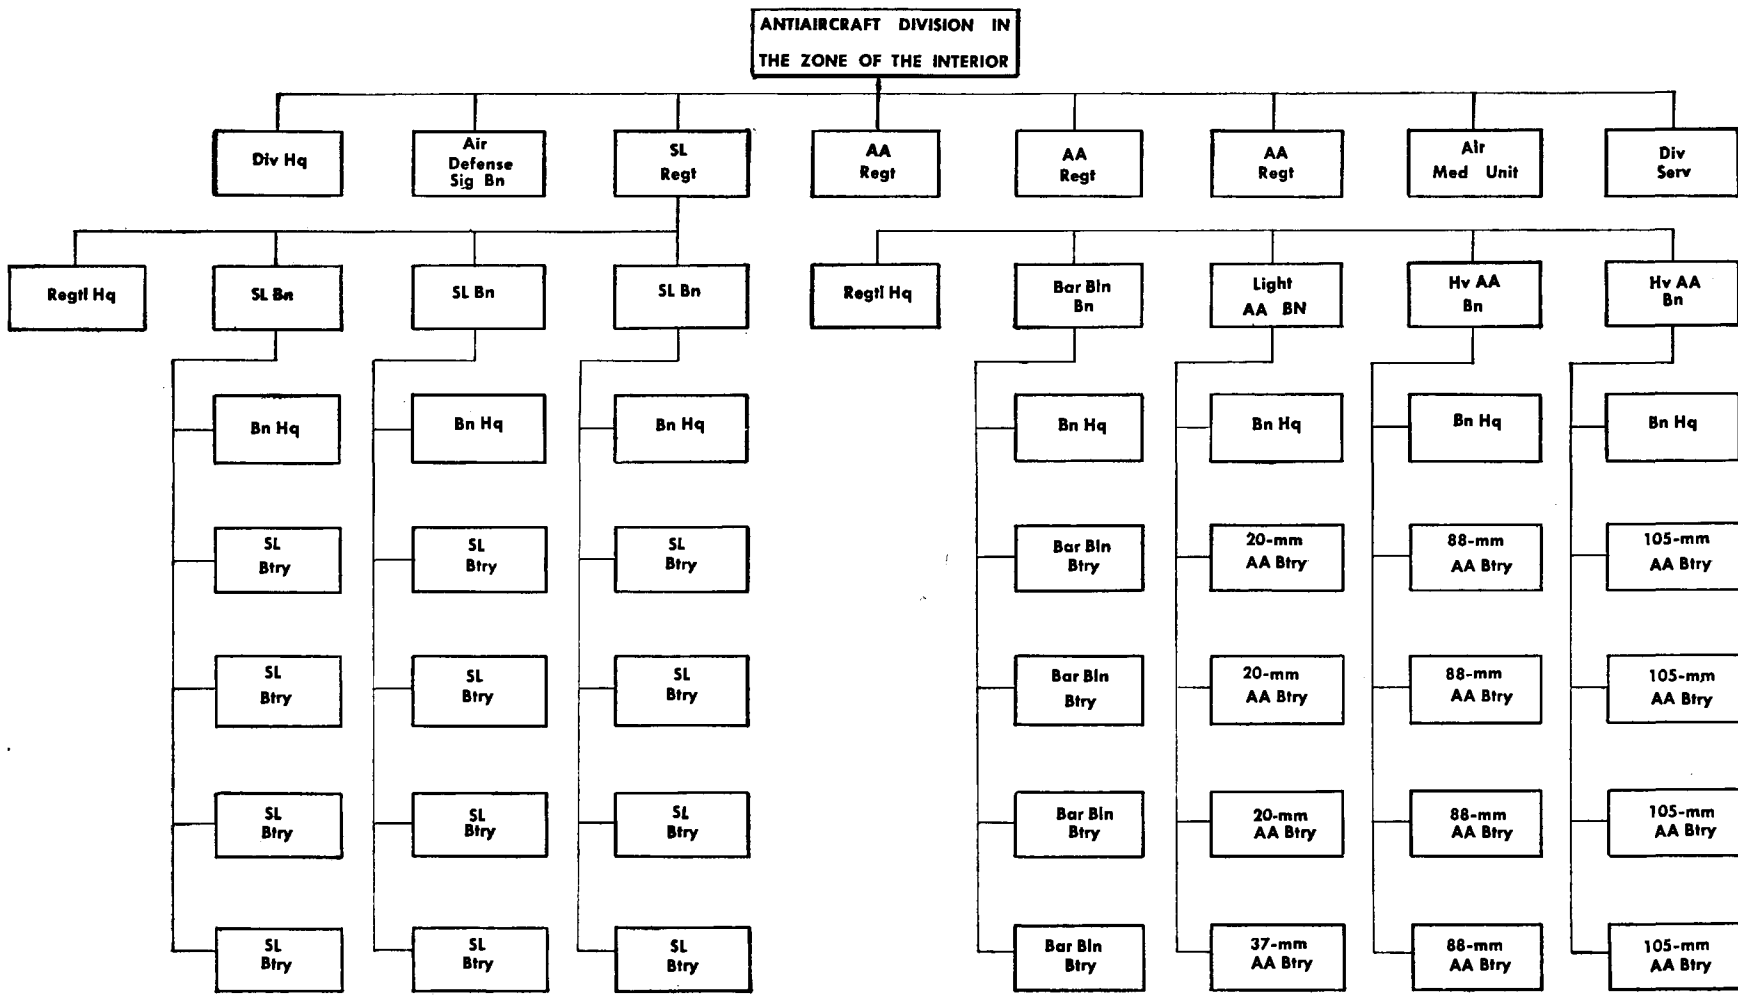 ANTIAIRCRAFT DIVISION IN
THE ZONE OF THE INTERIOR
Div Hq
Air
Defense
Sig Bn
SL
Regt
AA
Regt
AA
Regt
AA
Regt
Air
Med Unit
Div
Serv
Regtl Hq
SL Bn
SL Bn
SL Bn
Regtl Hq
Bar Bln
Bn
Light
AA BN
Hv AA
Bn
Hv AA
Bn
Bn Hq
Bn Hq
Bn Hq
Bn Hq
Bn Hq
Bn Hq
Bn Hq
SL
Btry
SL
Btry
SL
Btry
Bar Bln
Btry
20-mm
AA Btry
88-mm
AA Btry
105-mm
AA Btry
SL
Btry
SL
Btry
SL
Btry
Bar Bln
Btry
20-mm
AA Btry
88-mm
AA Btry
105-mm
AA Btry
SL
Btry
SL
Btry
SL
Btry
Bar Bln
Btry
20-mm
AA Btry
88-mm
AA Btry
105-mm
AA Btry
SL
Btry
SL
Btry
SL
Btry
Bar Bln
Btry
37-mm
AA Btry
88-mm
AA Btry
105-mm
AA Btry